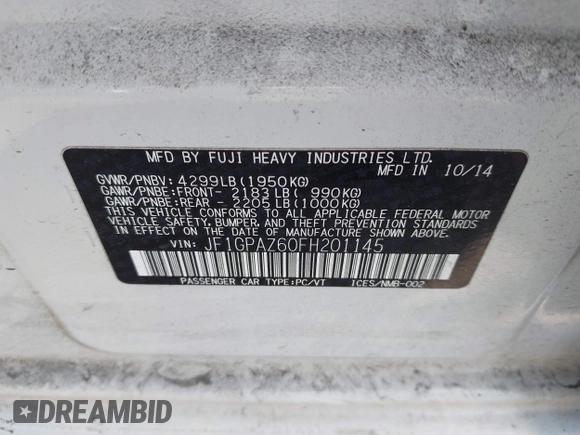 MFD BY FUJI HEAVY INDUSTRIES LTD.
MFD IN 10/14
GVWR/PNBV: 4299LB(1950KG)
GAWR/PNBE:FRONT- 2183LB( 990KG)
GAWR/PNBE:REAR - 2205LB(1000KG)
THIS VEHICLE CONFORMS TO ALL APPLICABLE FEDERAL MOTOR
VEHICLE SAFETY, BUMPER, AND THEFT PREVENTION STANDARDS
IN EFFECT ON THE DATE OF MANUFACTURE SHOWN ABOVE.
VIN: JF1GPAZ60FH201145
PASSENGER CAR TYPE:PC/VT ICES/NMB-002
DREAMBID